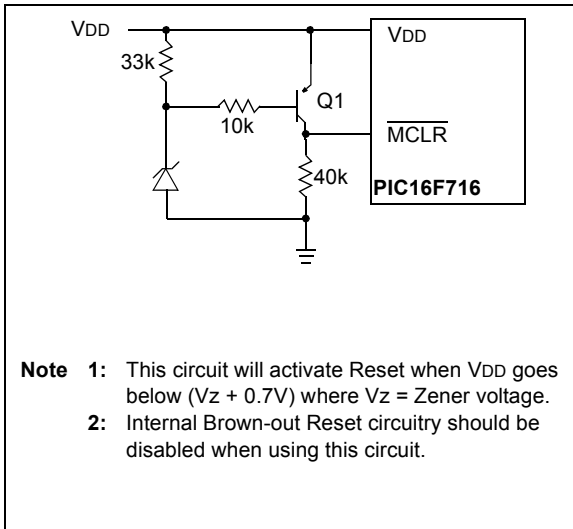 VDD
VDD
33k
Q1
10k
MCLR
40k
PIC16F716
Note 1: This circuit will activate Reset when VDD goes
below (Vz + 0.7V) where Vz = Zener voltage.
2: Internal Brown-out Reset circuitry should be
disabled when using this circuit.